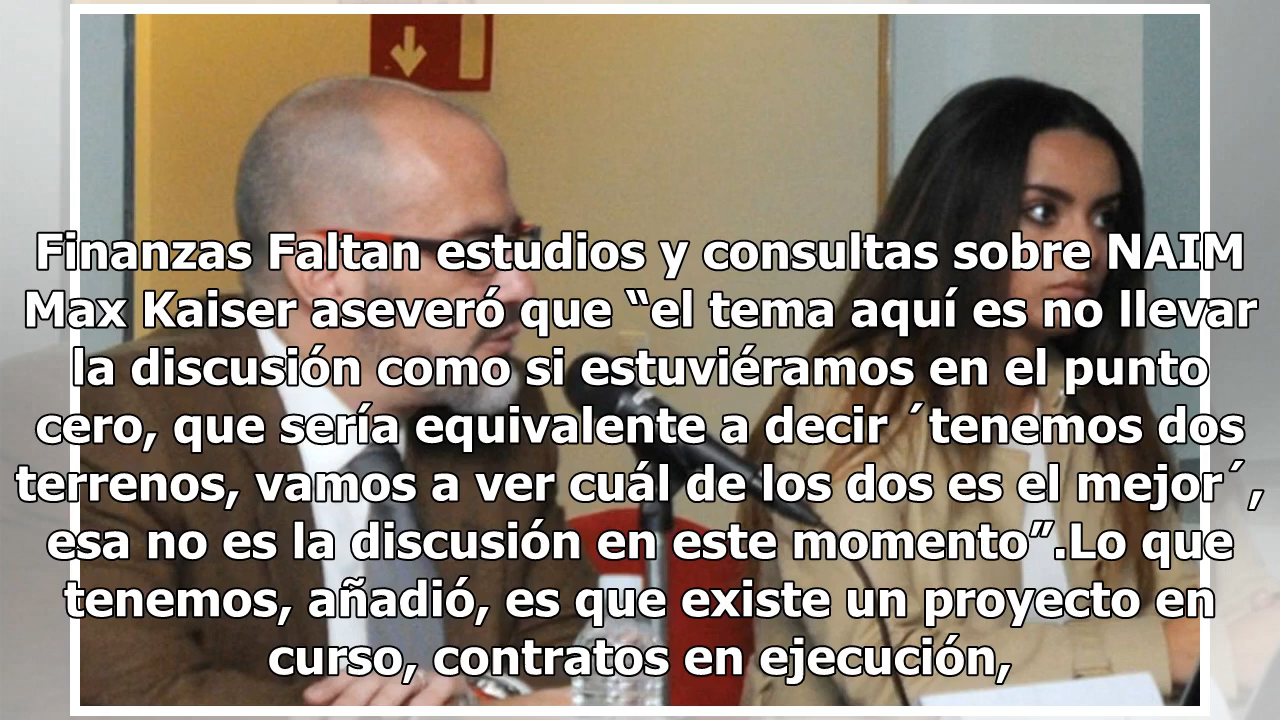 Finanzas Faltan estudios y consultas sobre NAIM
Max Kaiser aseveró que “el tema aquí es no llevar
la discusión como si estuviéramos en el punto
cero, que sería equivalente a decir ´tenemos dos
terrenos, vamos a ver cuál de los dos es el mejor´,
esa no es la discusión en este momento”.Lo que
tenemos, añadió, es que existe un proyecto en
curso, contratos en ejecución,